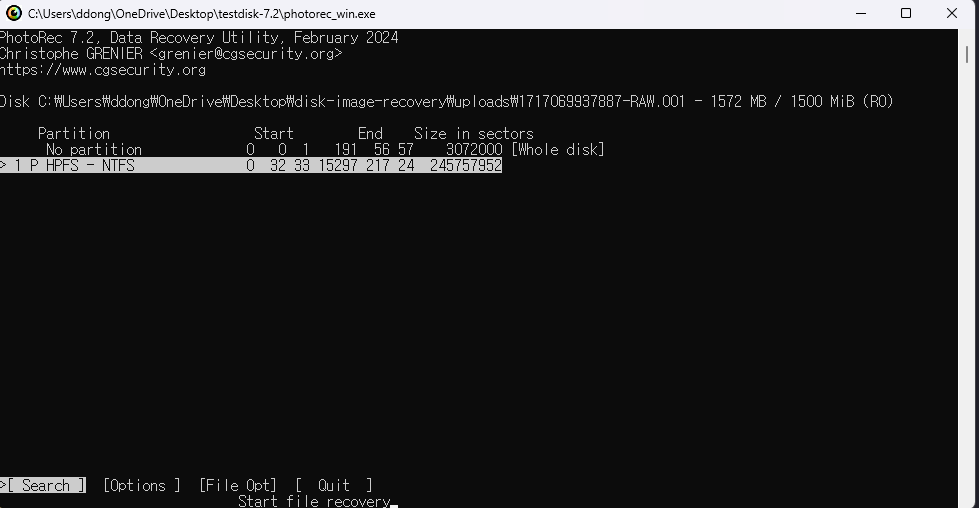 C:\Users\ddong\OneDrive\Desktop\testdisk-7.2\photorec_win.exe
PhotoRec 7.2, Data Recovery Utility, February 2024
Christophe GRENIER <grenier@cgsecurity.org>
https://www.cgsecurity.org
Disk C:₩Users₩ddong₩OneDrive₩Desktop₩disk-image-recovery₩uploads₩1717069937887-RAW.001 - 1572 MB / 1500 MiB (RO)
Partition Start End Size in sectors
No partition 0 0 1 191 56 57 3072000 [Whole disk]
> 1 P HPFS - NTFS 0 32 33 15297 217 24 245757952
>[ Search ] [Options ] [File Opt] [ Quit ]
Start file recovery_